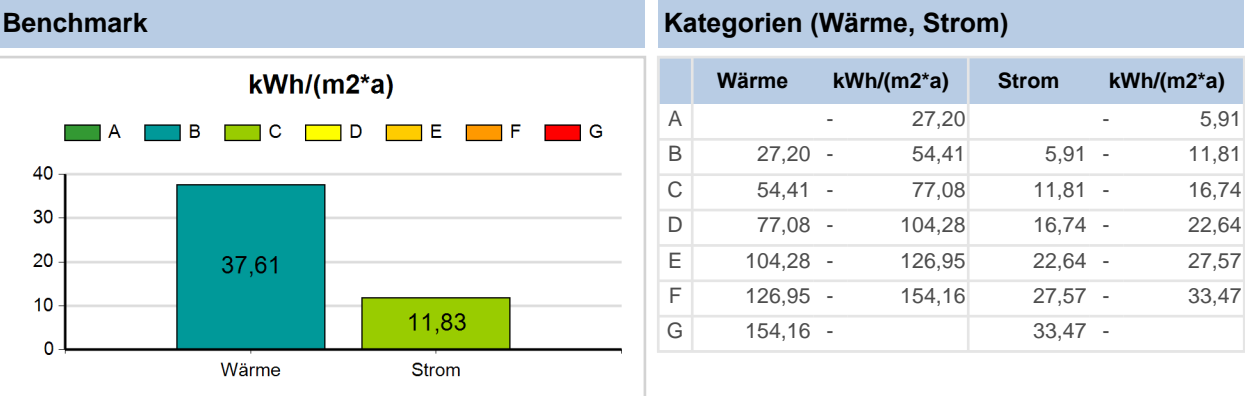 Benchmark
kWh/(m2*a)
A B C D E F G
40
30
20
10
0
37,61
11,83
Wärme Strom
Kategorien (Wärme, Strom)
Wärme kWh/(m2*a) Strom kWh/(m2*a)
A - 27,20 - 5,91
B 27,20 - 54,41 5,91 - 11,81
C 54,41 - 77,08 11,81 - 16,74
D 77,08 - 104,28 16,74 - 22,64
E 104,28 - 126,95 22,64 - 27,57
F 126,95 - 154,16 27,57 - 33,47
G 154,16 - 33,47 -